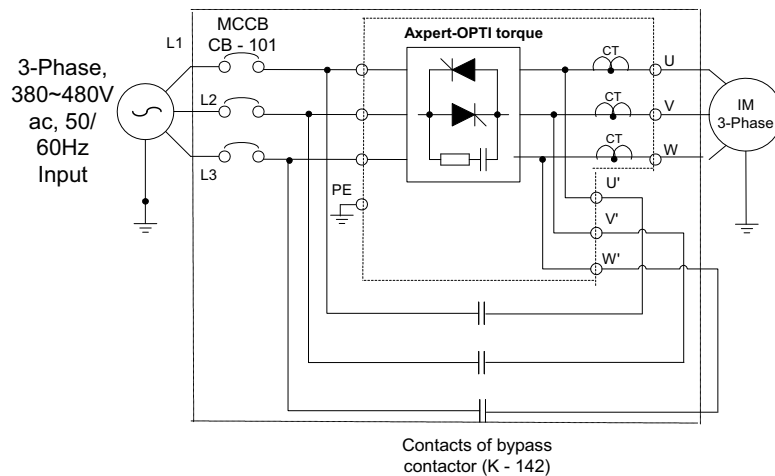 MCCB
CB - 101
Axpert-OPTI torque
L1
CT
U
3-Phase,
380~480V
ac, 50/
60Hz
Input
L2
CT
V
IM
3-Phase
CT
W
L3
PE
U'
V'
W'
Contacts of bypass
contactor (K - 142)